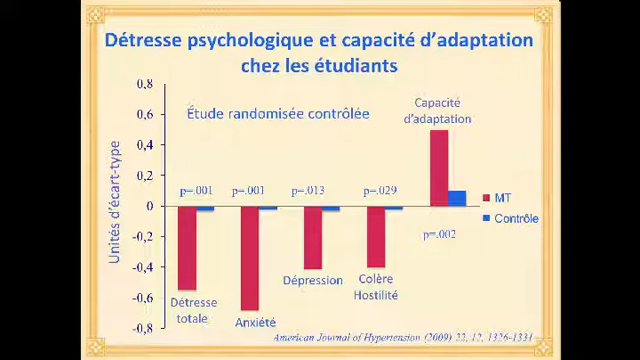 Détresse psychologique et capacité d'adaptation
chez les étudiants
0,8
0,6
0,4
0,2
0
-0,2
-0,4
-0,6
-0,8
Unités d'écart-type
Étude randomisée contrôlée
Capacité
d'adaptation
p=.001
p=.001
p=.013
p=.029
p=.002
MT
Contrôle
Détresse
totale
Anxiété
Dépression
Colère
Hostilité
American Journal of Hypertension (2009) 22, 12, 1326-1331